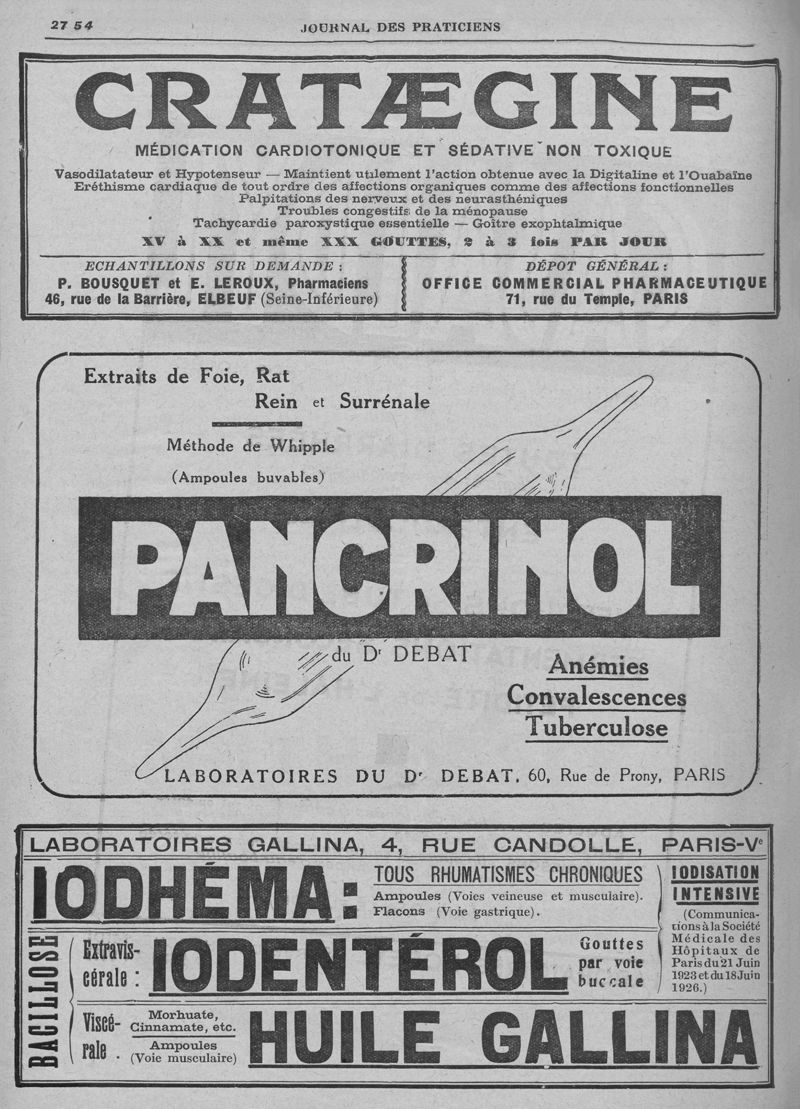 27 54
JOURNAL DES PRATICIENS
CRATÆGINE
MÉDICATION CARDIOTONIQUE ET SÉDATIVE NON TOXIQUE
Vasodilatateur et Hypotenseur — Maintient utilement l'action obtenue avec la Digitaline et l'Ouabaïne
Eréthisme cardiaque de tout ordre des affections organiques comme des affections fonctionnelles
Palpitations des nerveux et des neurasthéniques
Troubles congestifs de la ménopause
Tachycardie paroxystique essentielle — Goître exophtalmique
XV à XX et même XXX GOUTTES, 2 à 3 fois PAR JOUR
ECHANTILLONS SUR DEMANDE :
P. BOUSQUET et E. LEROUX, Pharmaciens
46, rue de la Barrière, ELBEUF (Seine-Inférieure)
DÉPOT GÉNÉRAL :
OFFICE COMMERCIAL PHARMACEUTIQUE
71, rue du Temple, PARIS
Extraits de Foie, Rat
Rein et Surrénale
Méthode de Whipple
(Ampoules buvables)
PANCRINOL
du Dr DEBAT
Anémies
Convalescences
Tuberculose
LABORATOIRES DU Dr DEBAT, 60, Rue de Prony, PARIS
LABORATOIRES GALLINA, 4, RUE CANDOLLE, PARIS-Ve
IODHÉMA :
TOUS RHUMATISMES CHRONIQUES
Ampoules (Voies veineuse et musculaire).
Flacons (Voie gastrique).
IODISATION
INTENSIVE
(Communica-
tions à la Société
Médicale des
Hôpitaux de
Paris du 21 Juin
1923 et du 18 Juin
1926.)
BACILLOSE
Extravis-
cérale :
IODENTÉROL
Gouttes
par voie
buccale
Viscé-
rale .
Morhuate,
Cinnamate, etc.
Ampoules
(Voie musculaire)
HUILE GALLINA